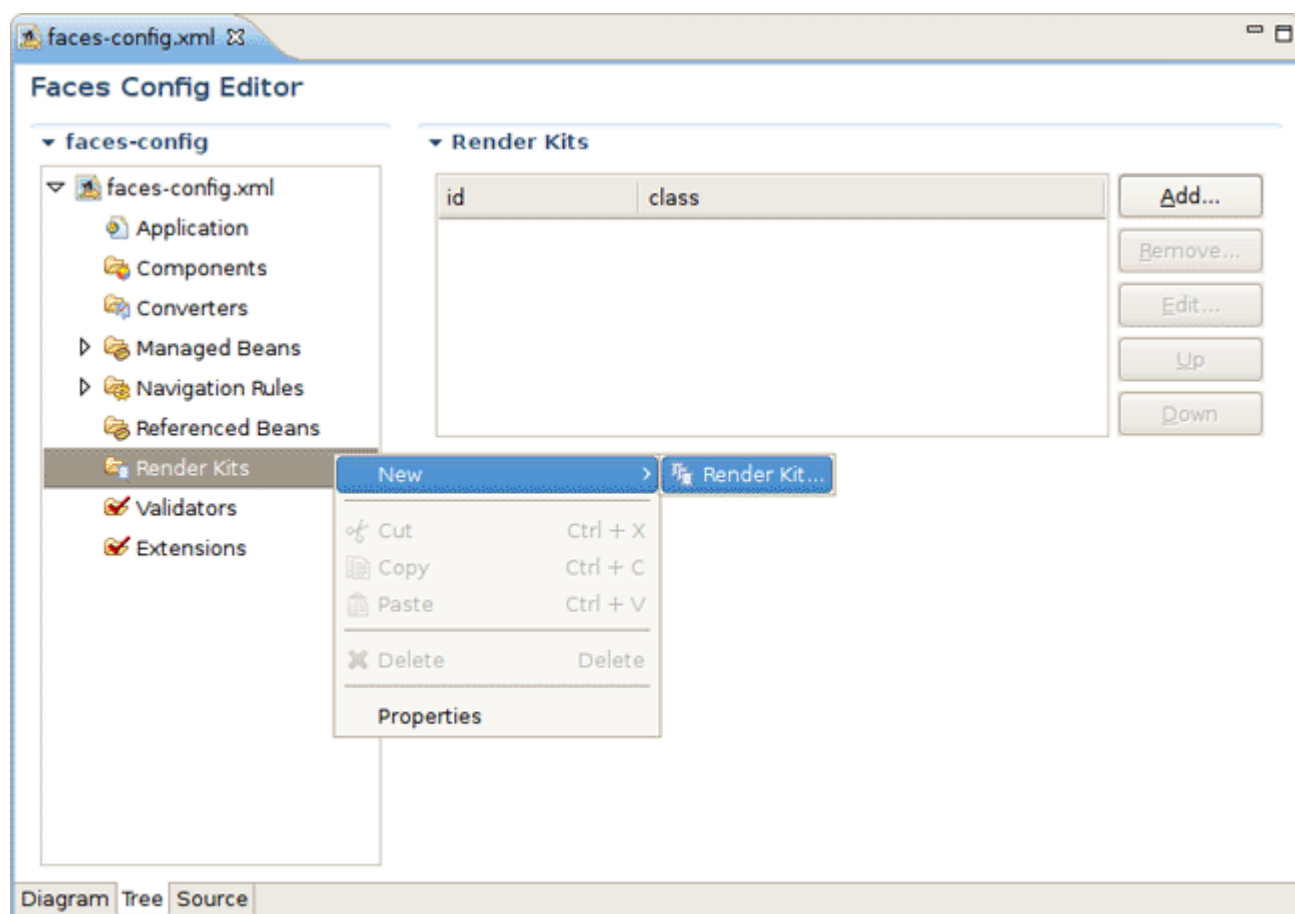 faces-config.xml
Faces Config Editor
faces-config
Render Kits
faces-config.xml
id class
Add...
Application
Remove...
Components
Edit...
Converters
Managed Beans
Up
Navigation Rules
Down
Referenced Beans
Render Kits
New
Render Kit...
Validators
Cut Ctrl + X
Extensions
Copy Ctrl + C
Paste Ctrl + V
Delete Delete
Properties
Diagram Tree Source